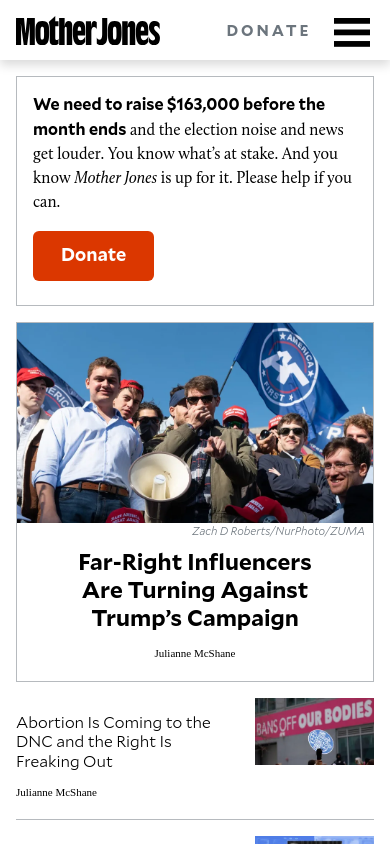 Mother Jones
DONATE
We need to raise $163,000 before the
month ends and the election noise and news
get louder. You know what’s at stake. And you
know Mother Jones is up for it. Please help if you
can.
Donate
AMERICA
FIRST
Zach D Roberts/NurPhoto/ZUMA
Far-Right Influencers
Are Turning Against
Trump’s Campaign
Julianne McShane
Abortion Is Coming to the
DNC and the Right Is
Freaking Out
BANS OFF OUR BODIES
Julianne McShane